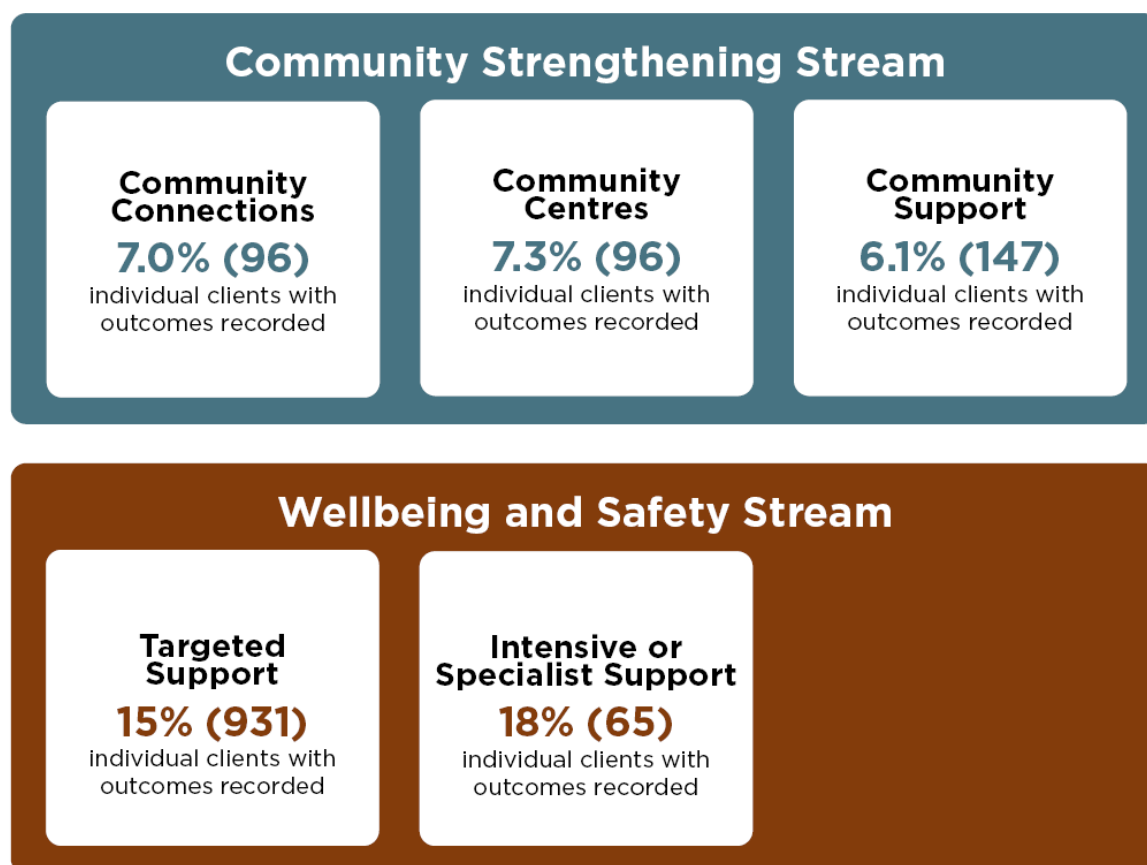 Community Strengthening Stream
Community
Connections
7.0% (96)
individual clients with
outcomes recorded
Community
Centres
7.3% (96)
individual clients with
outcomes recorded
Community
Support
6.1% (147)
individual clients with
outcomes recorded
Wellbeing and Safety Stream
Targeted
Support
15% (931)
individual clients with
outcomes recorded
Intensive or
Specialist Support
18% (65)
individual clients with
outcomes recorded